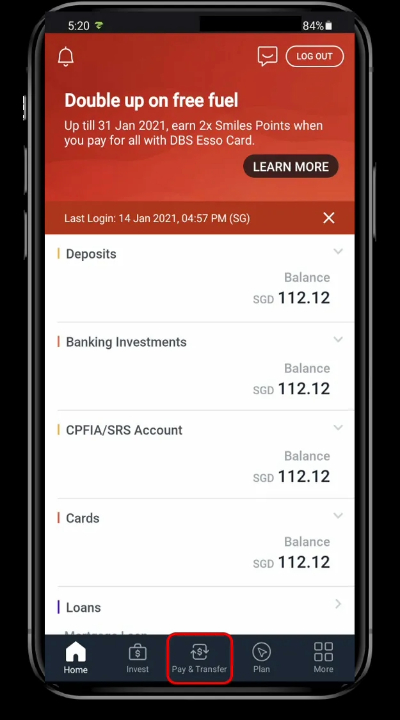 5:20
84%
LOG OUT
Double up on free fuel
Up till 31 Jan 2021, earn 2x Smiles Points when
you pay for all with DBS Esso Card.
LEARN MORE
Last Login: 14 Jan 2021, 04:57 PM (SG)
Deposits
Balance
SGD 112.12
Banking Investments
Balance
SGD 112.12
CPFIA/SRS Account
Balance
SGD 112.12
Cards
Balance
SGD 112.12
Loans
Home
Invest
Pay & Transfer
Plan
More